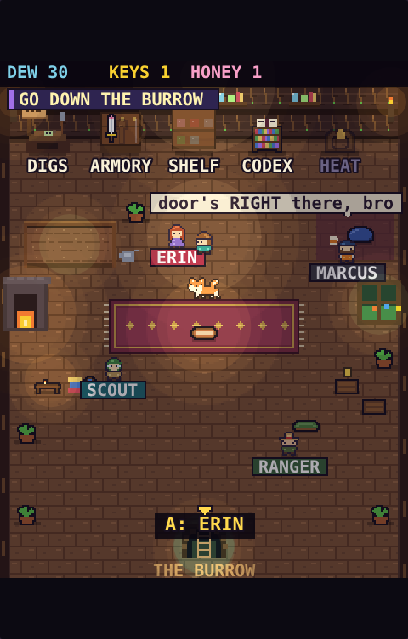 DEW 30 KEYS 1 HONEY 1
GO DOWN THE BURROW
DIGS ARMORY SHELF CODEX HEAT
door's RIGHT there, bro
ERIN
MARCUS
SCOUT
RANGER
A: ERIN
THE BURROW